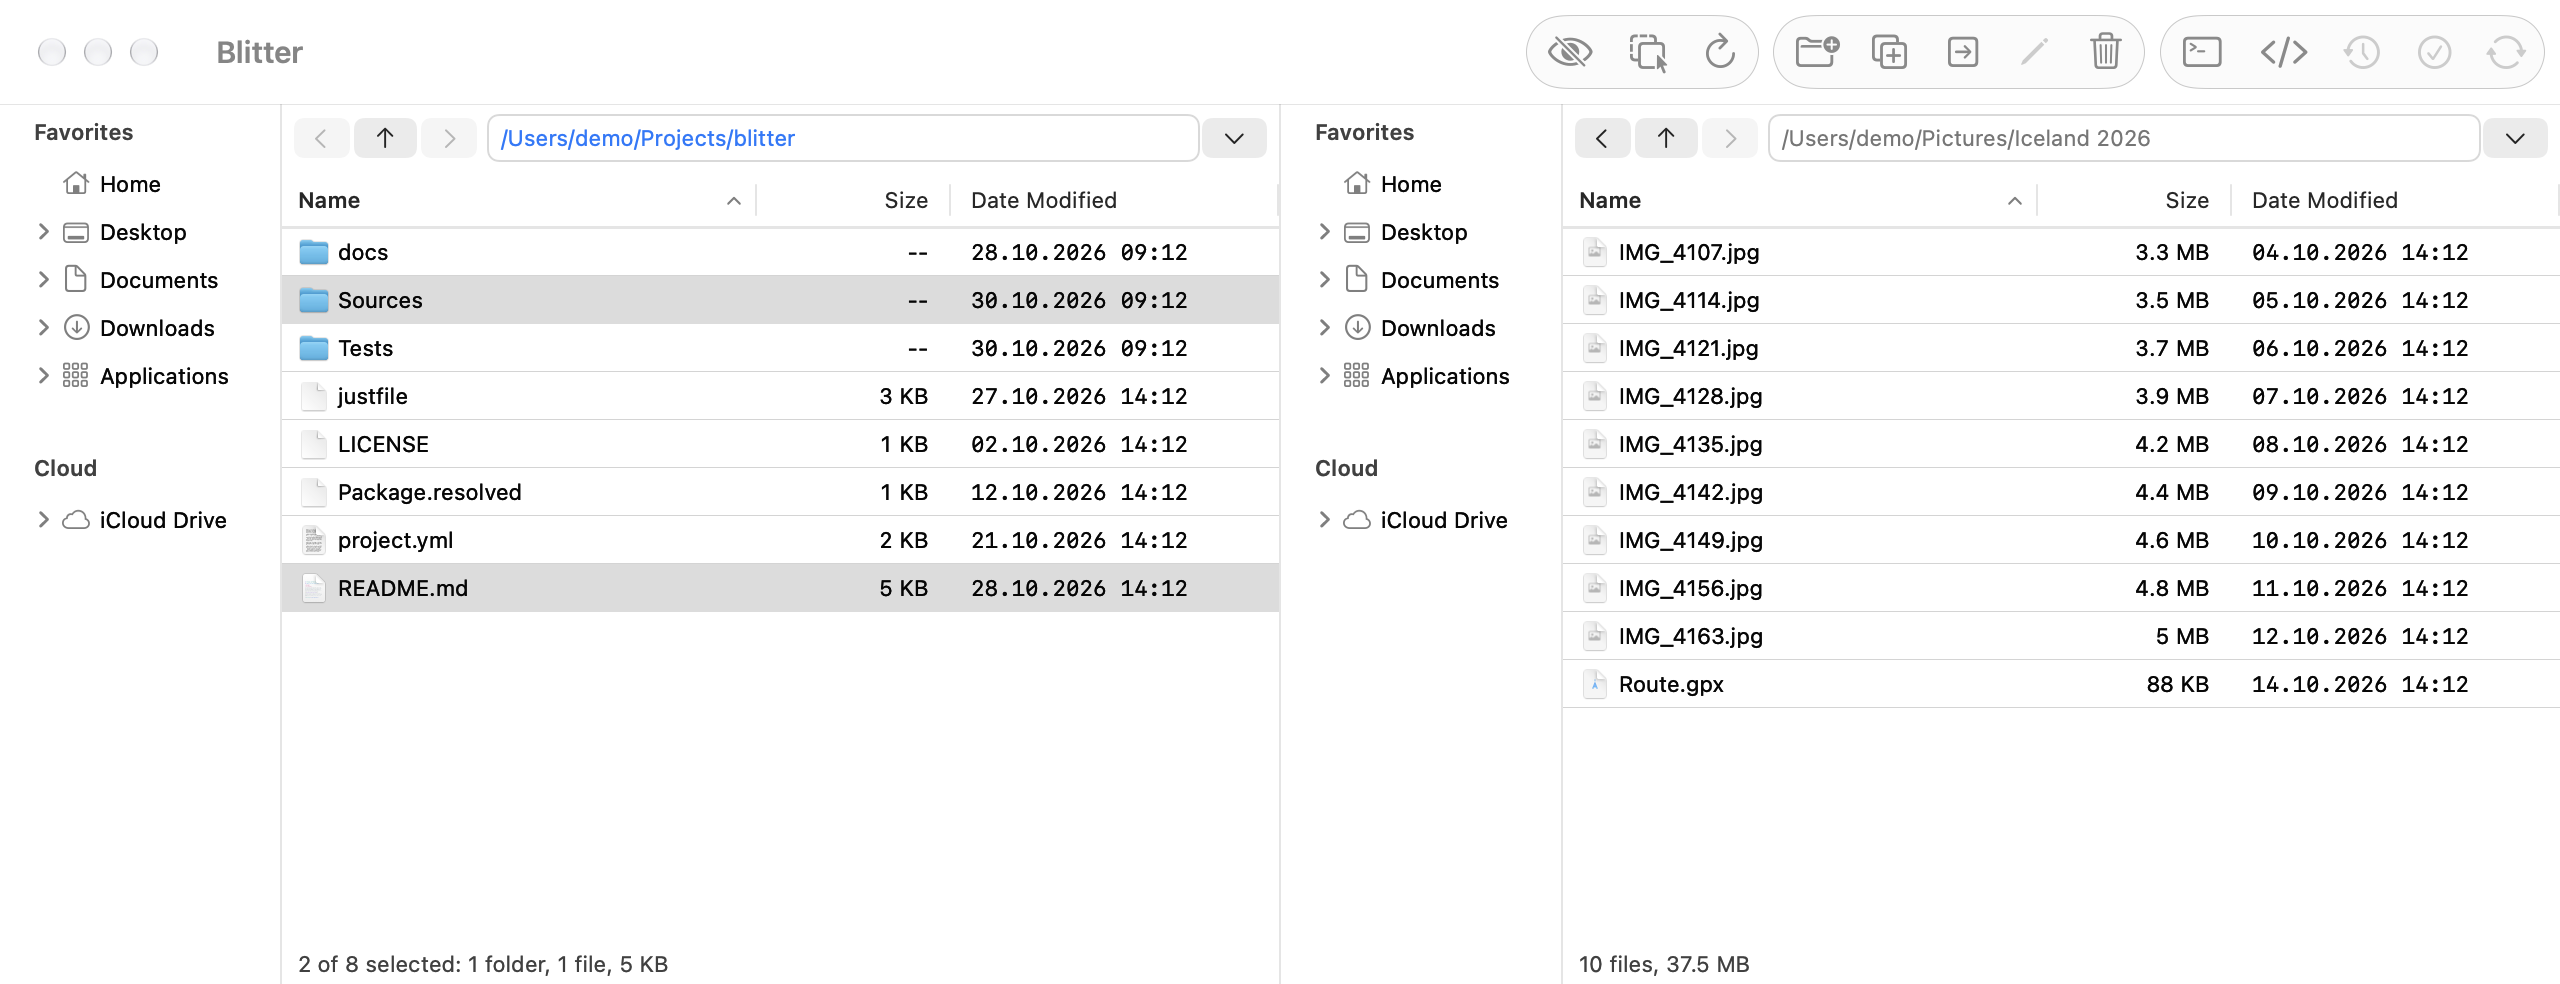 Blitter
Favorites
Home
Desktop
Documents
Downloads
Applications
Cloud
iCloud Drive
/Users/demo/Projects/blitter
Name Size Date Modified
docs -- 28.10.2026 09:12
Sources -- 30.10.2026 09:12
Tests -- 30.10.2026 09:12
justfile 3 KB 27.10.2026 14:12
LICENSE 1 KB 02.10.2026 14:12
Package.resolved 1 KB 12.10.2026 14:12
project.yml 2 KB 21.10.2026 14:12
README.md 5 KB 28.10.2026 14:12
2 of 8 selected: 1 folder, 1 file, 5 KB
Favorites
Home
Desktop
Documents
Downloads
Applications
Cloud
iCloud Drive
/Users/demo/Pictures/Iceland 2026
Name Size Date Modified
IMG_4107.jpg 3.3 MB 04.10.2026 14:12
IMG_4114.jpg 3.5 MB 05.10.2026 14:12
IMG_4121.jpg 3.7 MB 06.10.2026 14:12
IMG_4128.jpg 3.9 MB 07.10.2026 14:12
IMG_4135.jpg 4.2 MB 08.10.2026 14:12
IMG_4142.jpg 4.4 MB 09.10.2026 14:12
IMG_4149.jpg 4.6 MB 10.10.2026 14:12
IMG_4156.jpg 4.8 MB 11.10.2026 14:12
IMG_4163.jpg 5 MB 12.10.2026 14:12
Route.gpx 88 KB 14.10.2026 14:12
10 files, 37.5 MB